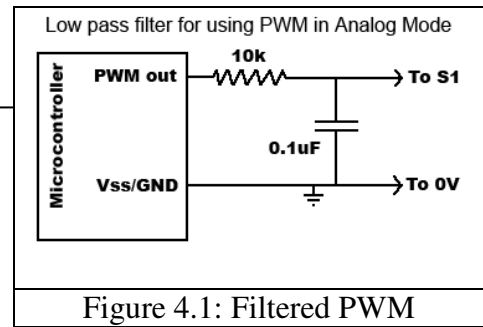 Low pass filter for using PWM in Analog Mode
Microcontroller
PWM out
10k
To S1
0.1uF
Vss/GND
To 0V
Figure 4.1: Filtered PWM